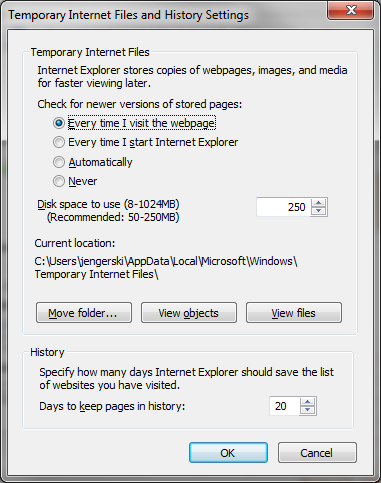 Temporary Internet Files and History Settings
Temporary Internet Files
Internet Explorer stores copies of webpages, images, and media
for faster viewing later.
Check for newer versions of stored pages:
Every time I visit the webpage
Every time I start Internet Explorer
Automatically
Never
Disk space to use (8-1024MB)
(Recommended: 50-250MB)
250
Current location:
C:\Users\jengerski\AppData\Local\Microsoft\Windows\
Temporary Internet Files\
Move folder...
View objects
View files
History
Specify how many days Internet Explorer should save the list
of websites you have visited.
Days to keep pages in history:
20
OK
Cancel